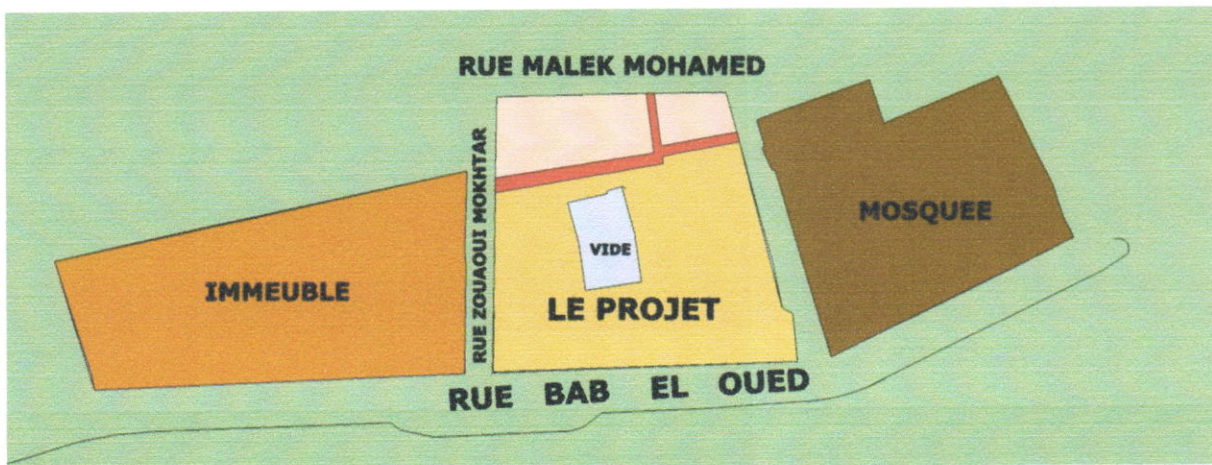 RUE MALEK MOHAMED
RUE ZOUAOUI MOKHTAR
MOSQUEE
VIDE
IMMEUBLE
LE PROJET
RUE BAB EL OUED